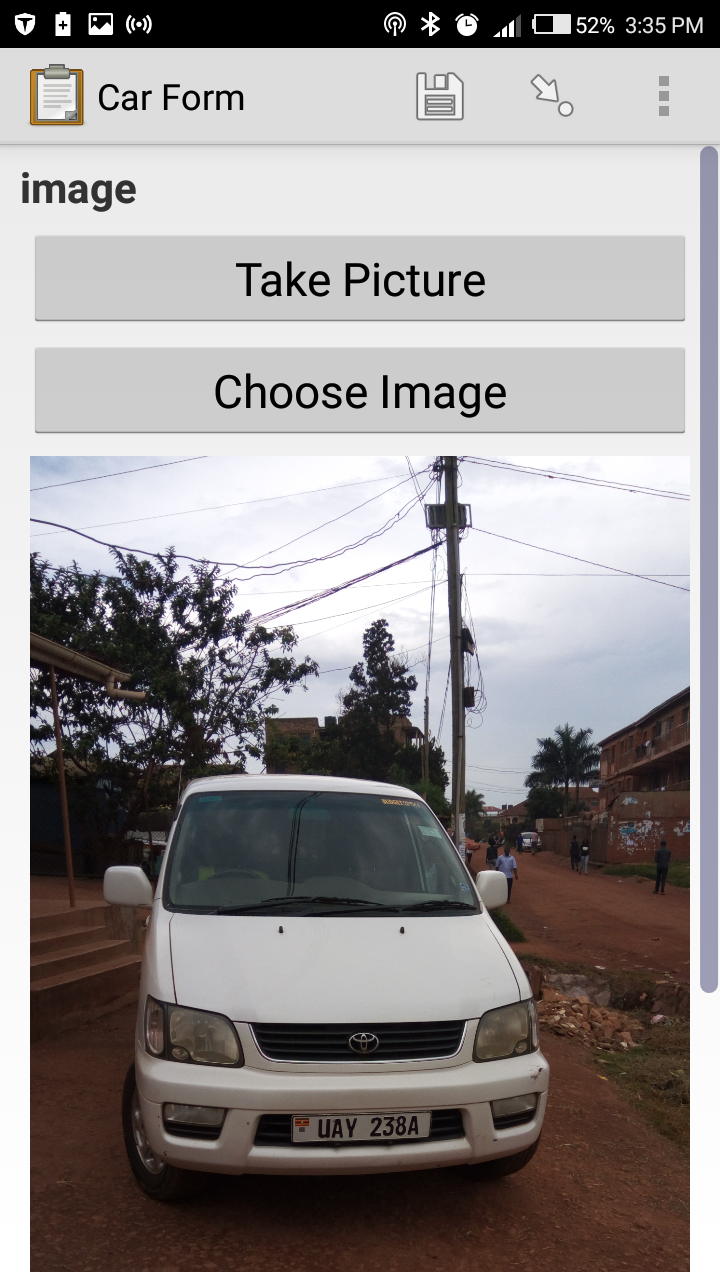 52% 3:35 PM
Car Form
image
Take Picture
Choose Image
UAY 238A